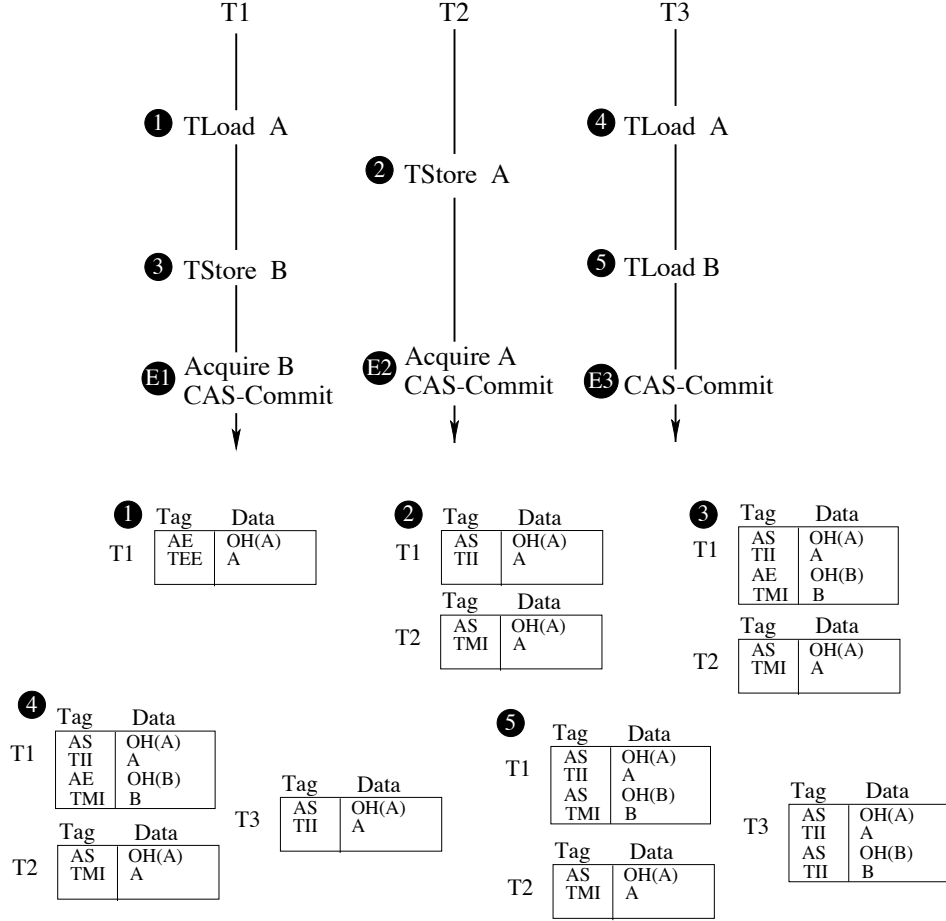 T1 T2 T3
1 TLoad A
4 TLoad A
2 TStore A
3 TStore B
5 TLoad B
E1 Acquire B
CAS-Commit
E2 Acquire A
CAS-Commit
E3 CAS-Commit
1
Tag Data
T1
AE OH(A)
TEE A
2
Tag Data
T1
AS OH(A)
TII A
Tag Data
T2
AS OH(A)
TMI A
3
Tag Data
T1
AS OH(A)
TII A
AE OH(B)
TMI B
Tag Data
T2
AS OH(A)
TMI A
4
Tag Data
T1
AS OH(A)
TII A
AE OH(B)
TMI B
Tag Data
T2
AS OH(A)
TMI A
Tag Data
T3
AS OH(A)
TII A
5
Tag Data
T1
AS OH(A)
TII A
AS OH(B)
TMI B
Tag Data
T2
AS OH(A)
TMI A
Tag Data
T3
AS OH(A)
TII A
AS OH(B)
TII B